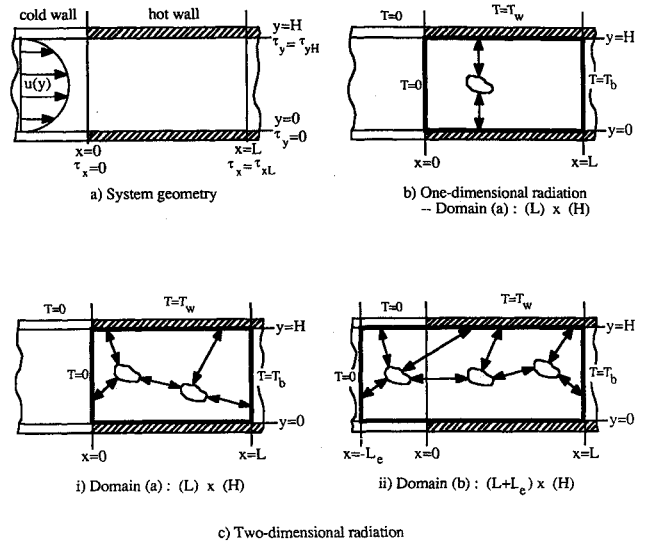 cold wall
hot wall
y=H
τy = τyH
u(y)
y=0
τy=0
x=0
τx=0
x=L
τx=τxL
a) System geometry
T=0
T=Tw
y=H
T=0
T=Tb
y=0
x=0
x=L
b) One-dimensional radiation
-- Domain (a) : (L) x (H)
T=0
T=Tw
y=H
T=0
T=Tb
y=0
x=0
x=L
i) Domain (a) : (L) x (H)
T=0
T=Tw
y=H
T=0
T=Tb
y=0
x=-Le
x=0
x=L
ii) Domain (b) : (L+Le) x (H)
c) Two-dimensional radiation